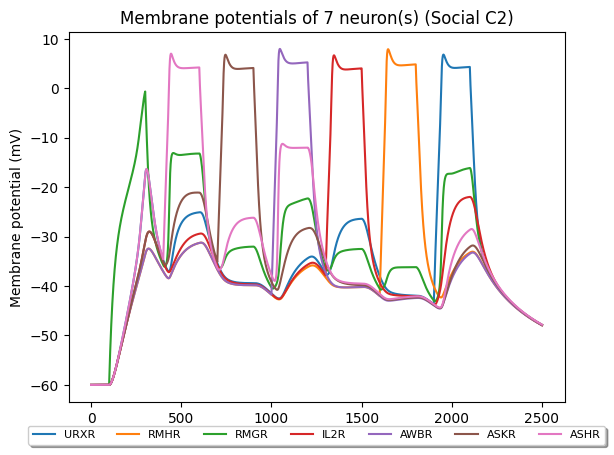 Membrane potentials of 7 neuron(s) (Social C2)
10
0
−10
−20
−30
−40
−50
−60
Membrane potential (mV)
0 500 1000 1500 2000 2500
URXR RMHR RMGR IL2R AWBR ASKR ASHR